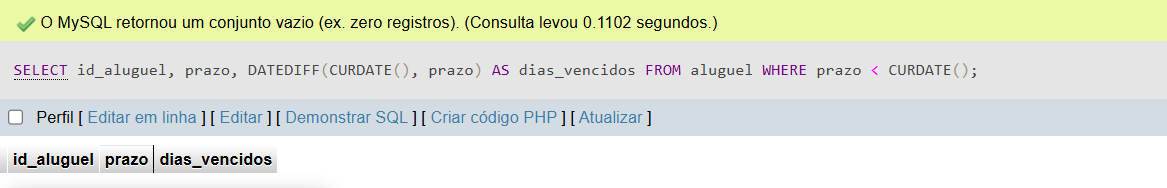 O MySQL retornou um conjunto vazio (ex. zero registros). (Consulta levou 0.1102 segundos.)
SELECT id_aluguel, prazo, DATEDIFF(CURDATE(), prazo) AS dias_vencidos FROM aluguel WHERE prazo < CURDATE();
Perfil [ Editar em linha ] [ Editar ] [ Demonstrar SQL ] [ Criar código PHP ] [ Atualizar ]
id_aluguel prazo dias_vencidos